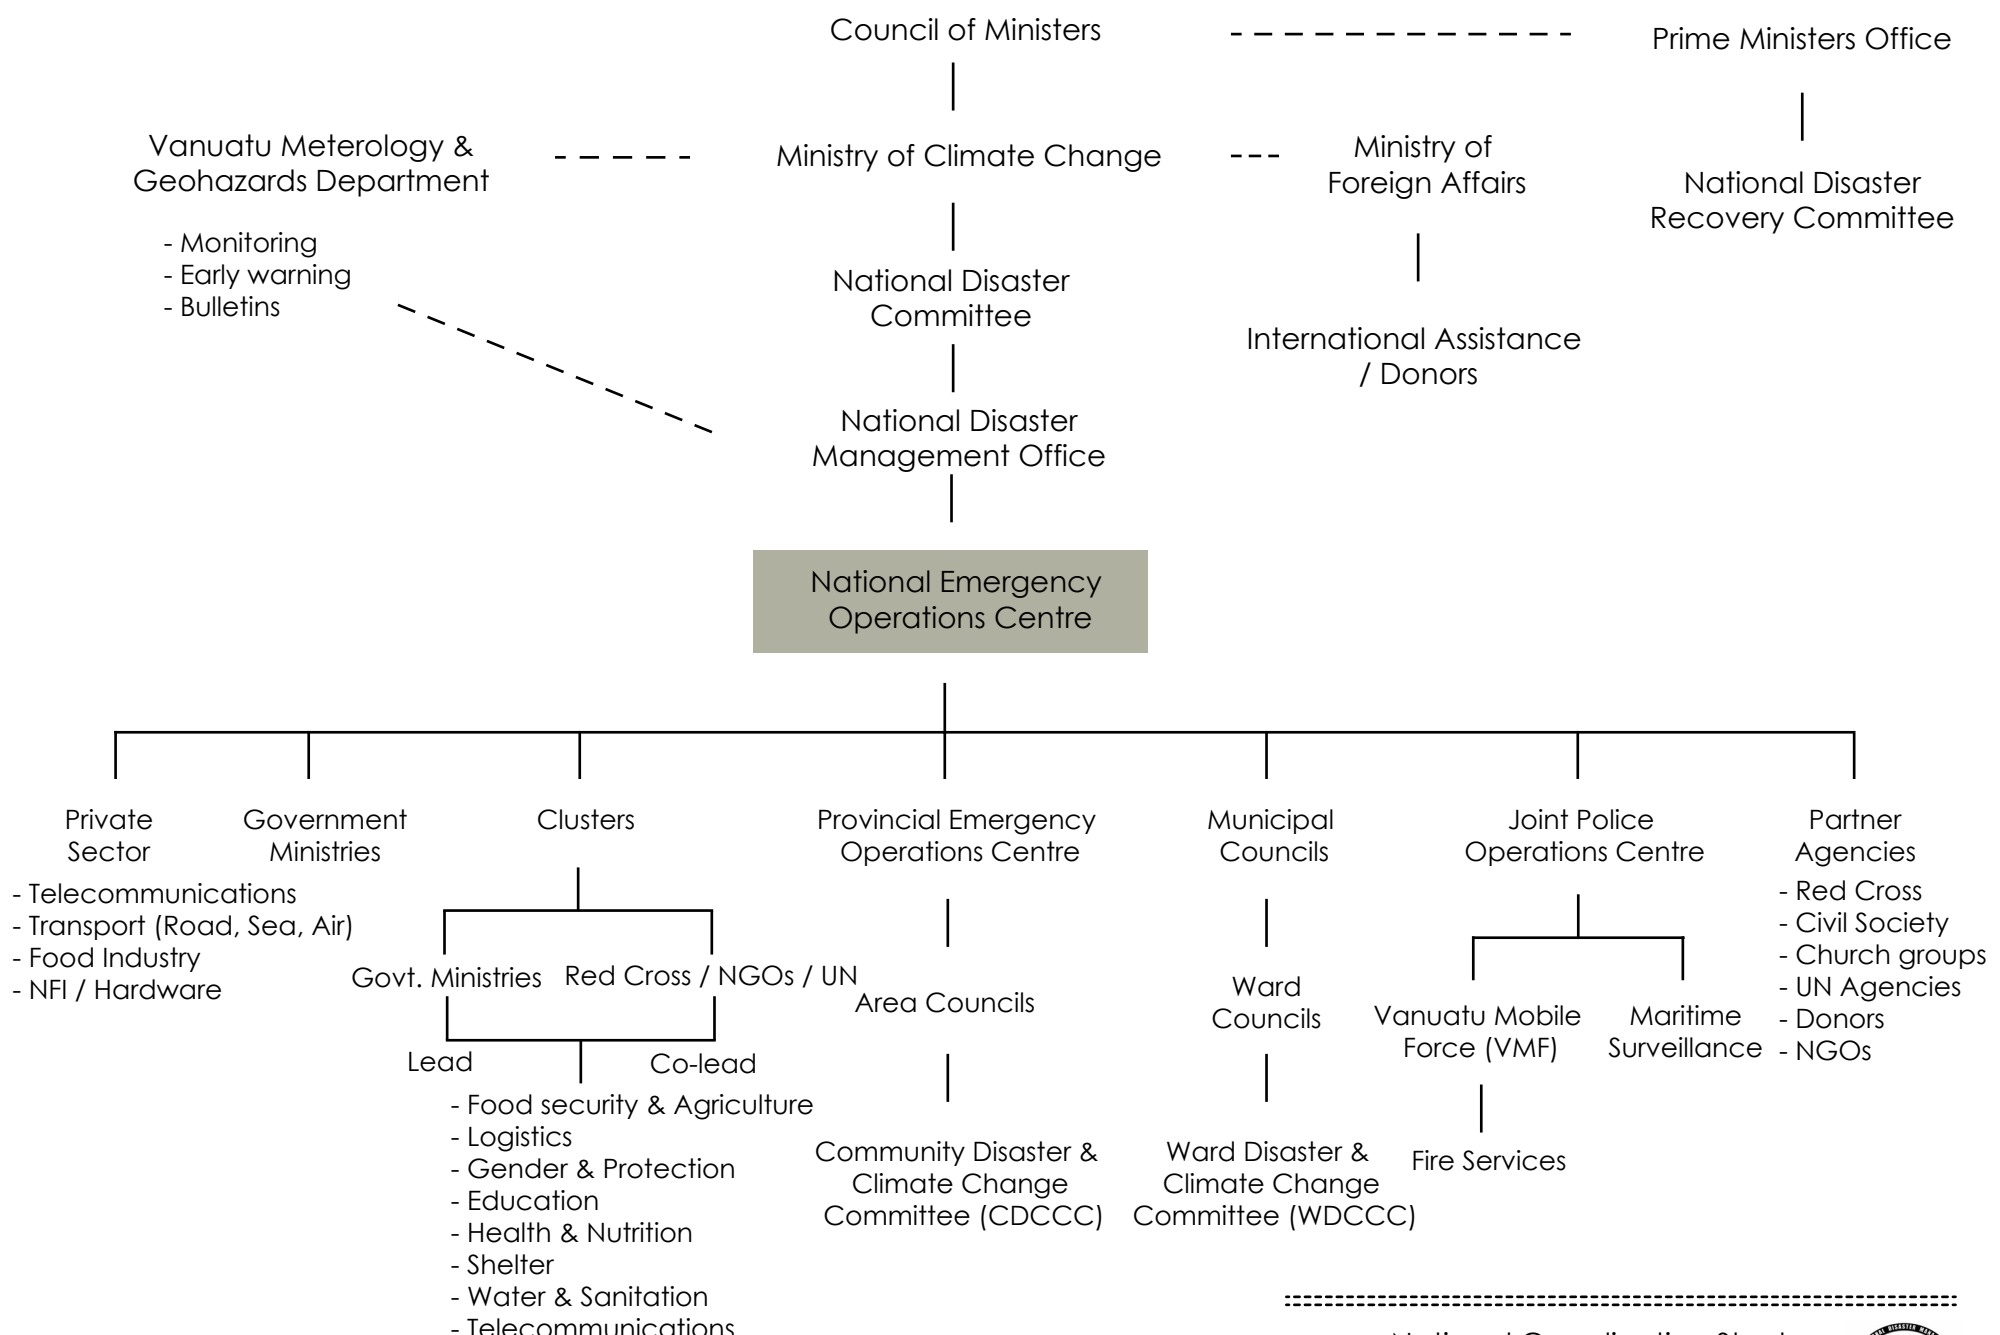 Council of Ministers
Prime Ministers Office
Vanuatu Meterology &
Geohazards Department
- Monitoring
- Early warning
- Bulletins
Ministry of Climate Change
Ministry of
Foreign Affairs
National Disaster
Recovery Committee
National Disaster
Committee
International Assistance
/ Donors
National Disaster
Management Office
National Emergency
Operations Centre
Private
Sector
- Telecommunications
- Transport (Road, Sea, Air)
- Food Industry
- NFI / Hardware
Government
Ministries
Clusters
Govt. Ministries
Red Cross / NGOs / UN
Lead
Co-lead
- Food security & Agriculture
- Logistics
- Gender & Protection
- Education
- Health & Nutrition
- Shelter
- Water & Sanitation
- Telecommunications
Provincial Emergency
Operations Centre
Area Councils
Community Disaster &
Climate Change
Committee (CDCCC)
Municipal
Councils
Ward
Councils
Ward Disaster &
Climate Change
Committee (WDCCC)
Joint Police
Operations Centre
Vanuatu Mobile
Force (VMF)
Maritime
Surveillance
Fire Services
Partner
Agencies
- Red Cross
- Civil Society
- Church groups
- UN Agencies
- Donors
- NGOs
National